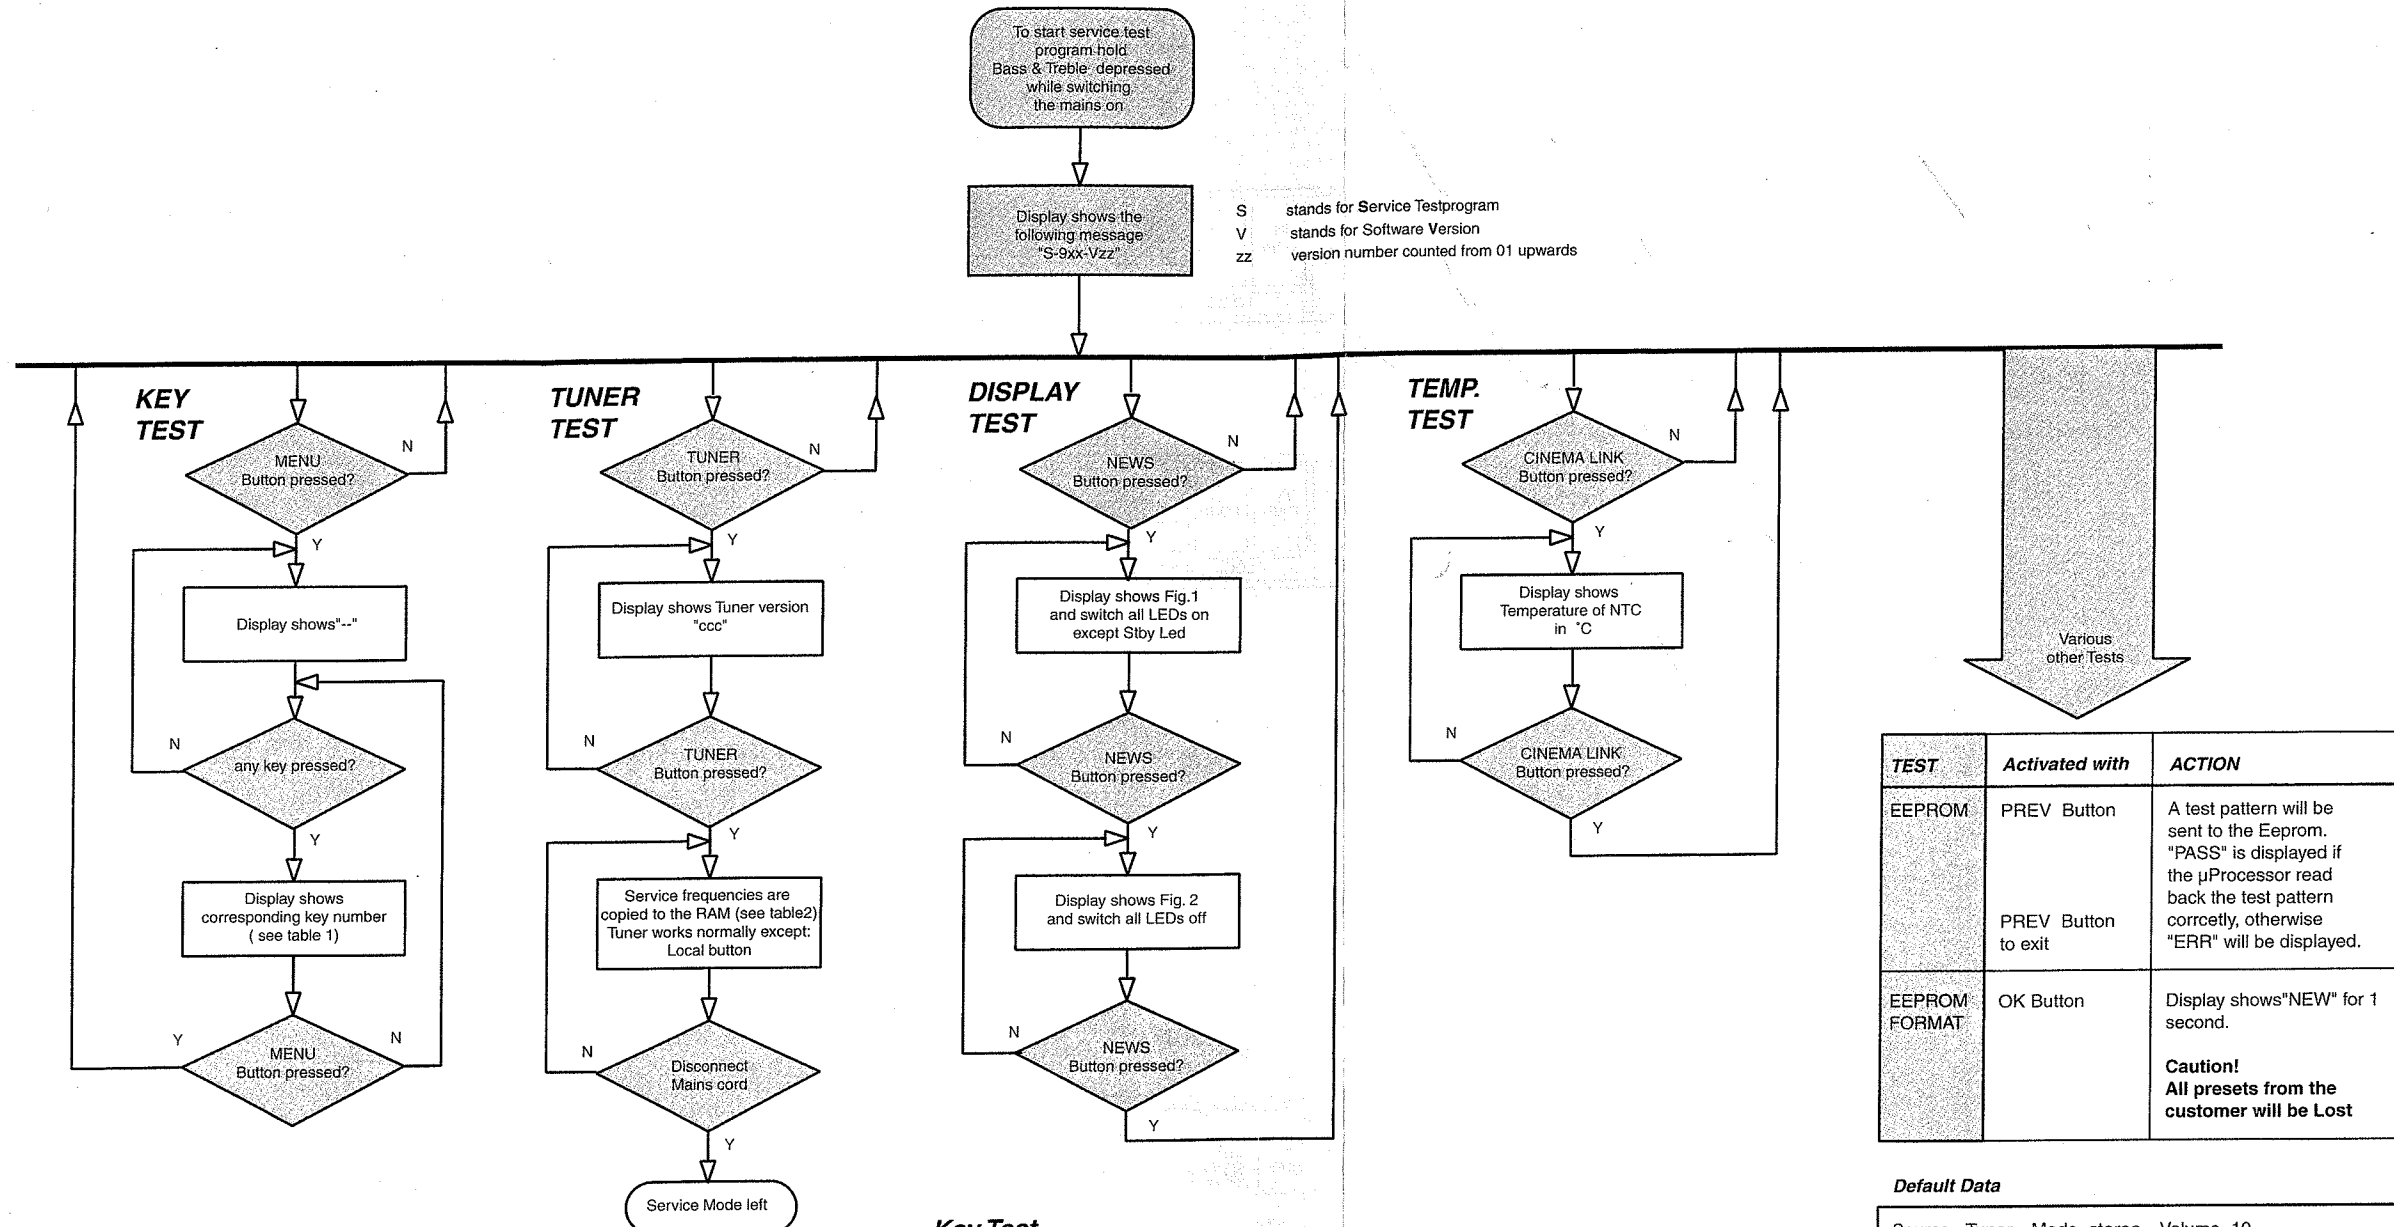 To start service test
program hold
Bass & Treble depressed
while switching
the mains on
Display shows the
following message
"S-9xx-Vzz"
S stands for Service Testprogram
V stands for Software Version
zz version number counted from 01 upwards
KEY
TEST
MENU
Button pressed?
N
Y
Display shows"--"
any key pressed?
N
Y
Display shows
corresponding key number
( see table 1)
MENU
Button pressed?
Y
N
TUNER
TEST
TUNER
Button pressed?
N
Y
Display shows Tuner version
"ccc"
TUNER
Button pressed?
N
Y
Service frequencies are
copied to the RAM (see table2)
Tuner works normally except:
Local button
Disconnect
Mains cord
N
Y
Service Mode left
DISPLAY
TEST
NEWS
Button pressed?
N
Y
Display shows Fig.1
and switch all LEDs on
except Stby Led
NEWS
Button pressed?
N
Y
Display shows Fig. 2
and switch all LEDs off
NEWS
Button pressed?
N
Y
TEMP.
TEST
CINEMA LINK
Button pressed?
N
Y
Display shows
Temperature of NTC
in °C
CINEMA LINK
Button pressed?
N
Y
Various
other Tests
TEST Activated with ACTION
EEPROM PREV Button A test pattern will be
sent to the Eeprom.
"PASS" is displayed if
the µProcessor read
back the test pattern
PREV Button corrcetly, otherwise
to exit "ERR" will be displayed.
EEPROM OK Button Display shows"NEW" for 1
FORMAT second.
Caution!
All presets from the
customer will be Lost
Default Data
Key Test